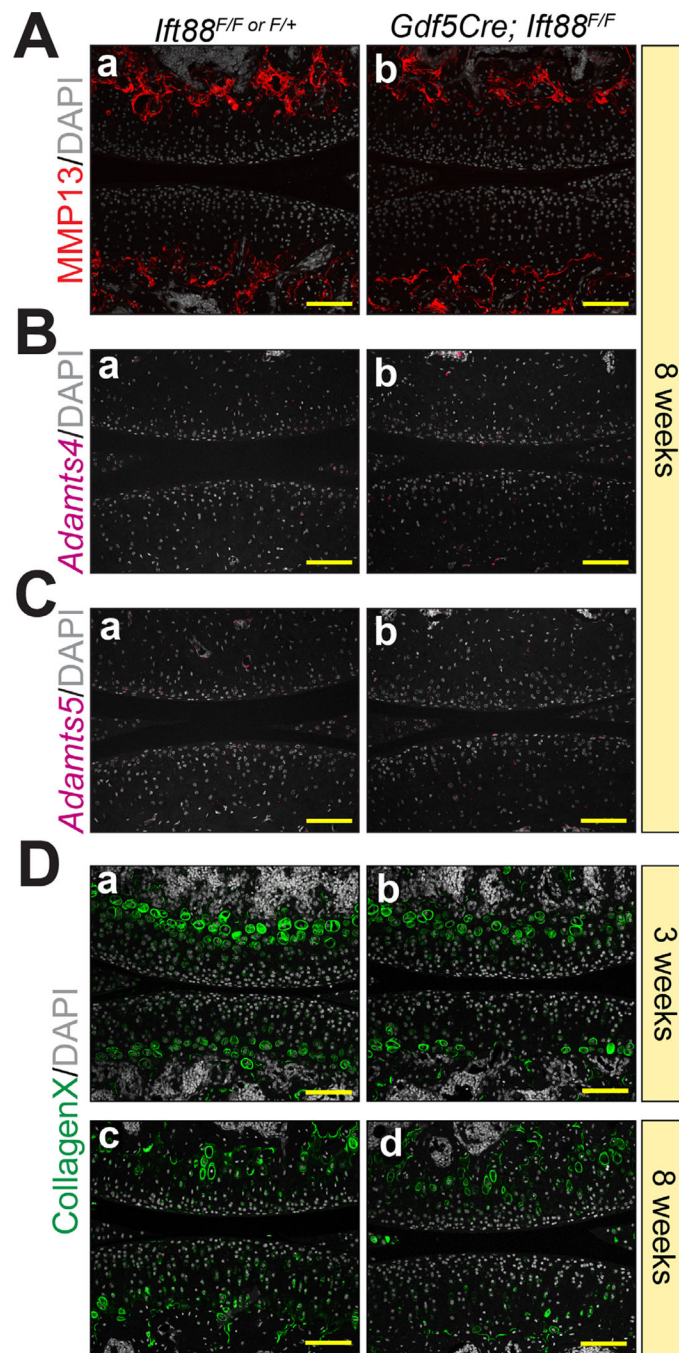 Ift88F/F or F/+
Gdf5Cre; Ift88F/F
A
MMP13/DAPI
a
b
B
Adamts4/DAPI
a
b
8 weeks
C
Adamts5/DAPI
a
b
D
CollagenX/DAPI
a
b
3 weeks
c
d
8 weeks